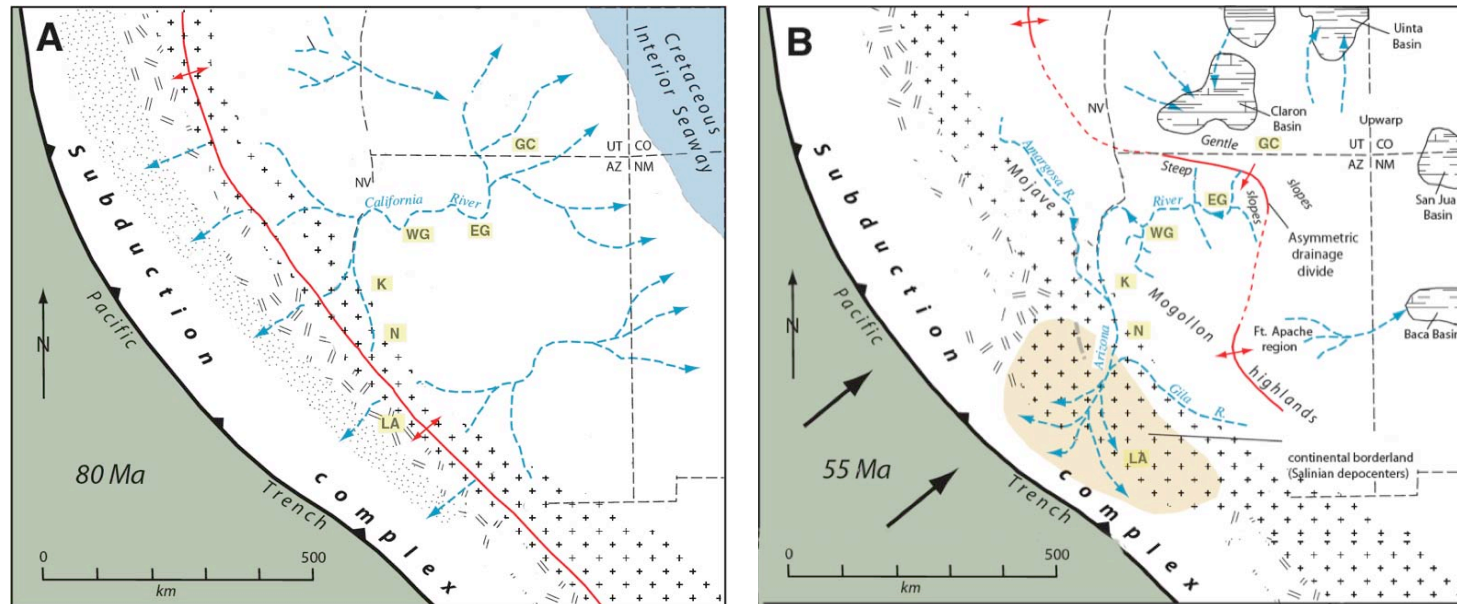 A
Cretaceous
Interior Seaway
GC
UT
CO
AZ
NM
NV
California
River
WG
EG
K
N
LA
Subduction
complex
Pacific
Trench
N
80 Ma
0
500
km
B
Uinta
Basin
Claron
Basin
NV
Upwarp
Gentle
GC
UT
CO
AZ
NM
Steep
slopes
slopes
San Jua
Basin
Amargosa R.
Mojave
River
EG
WG
Asymmetric
drainage
divide
K
Mogollon
highlands
N
Ft. Apache
region
Baca Basin
Arizona
Gila
R.
LA
continental borderland
(Salinian depocenters)
Subduction
complex
Pacific
Trench
N
55 Ma
0
500
km